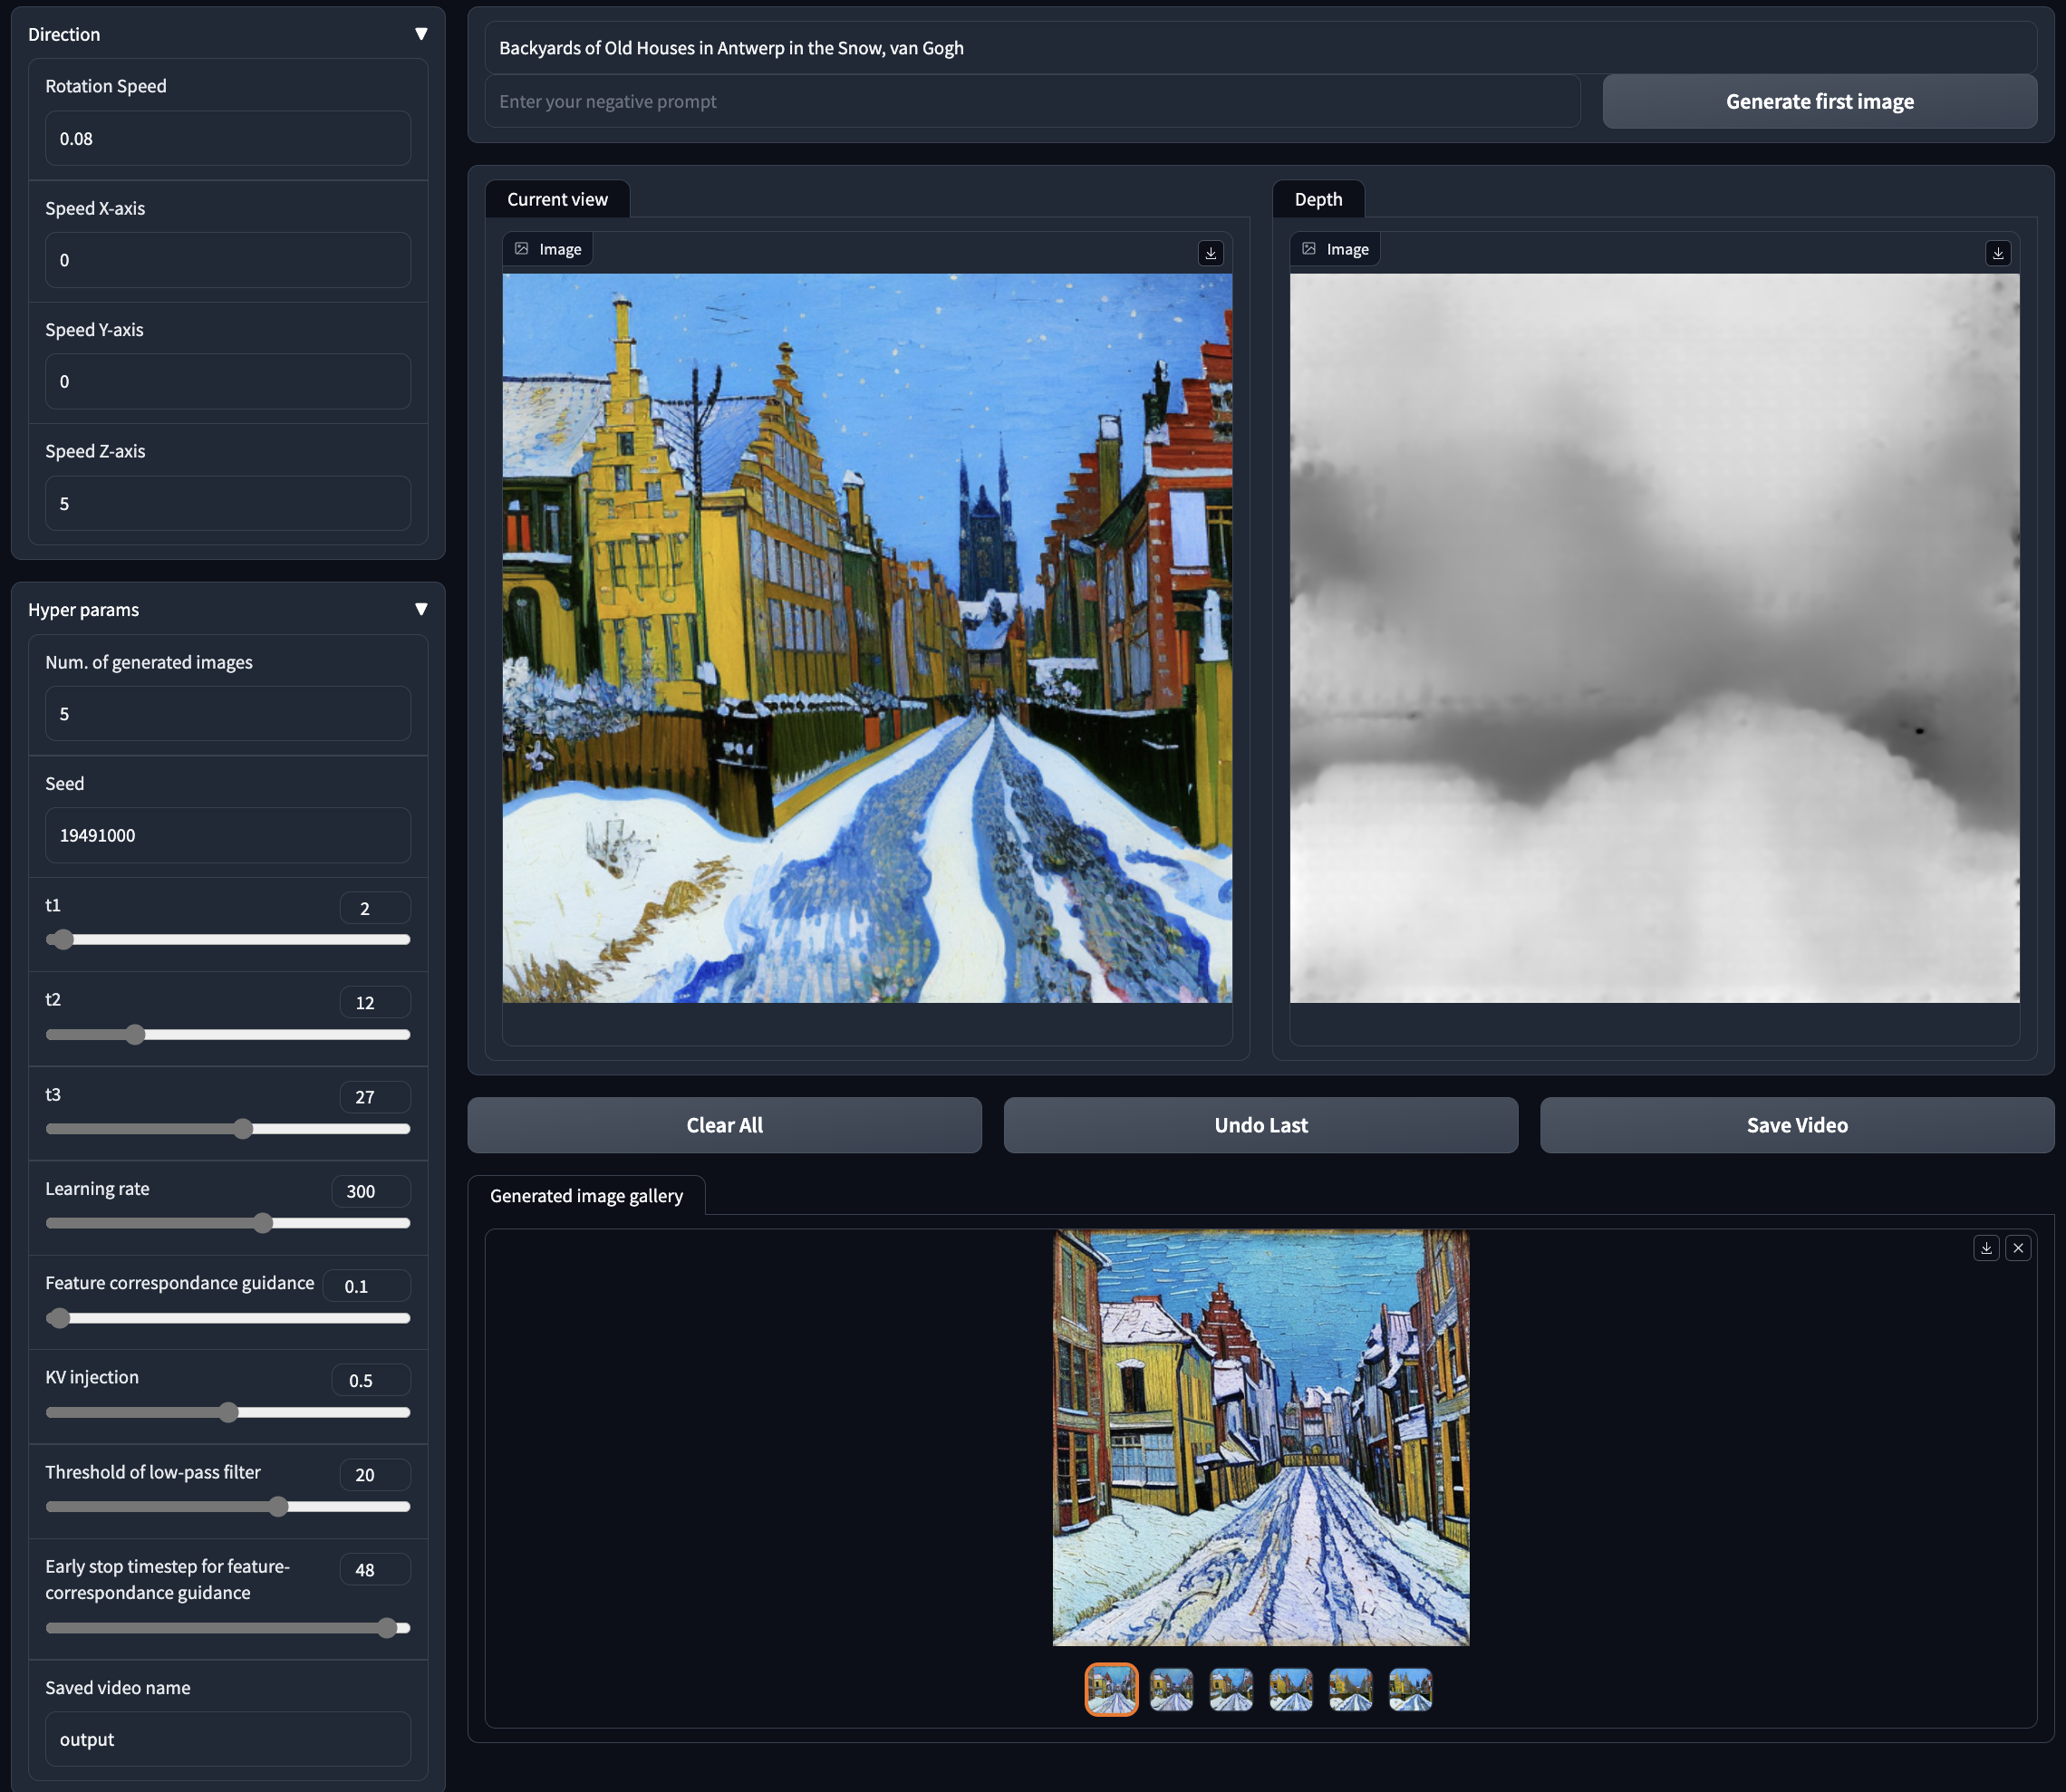 Direction
Rotation Speed
0.08
Speed X-axis
0
Speed Y-axis
0
Speed Z-axis
5
Hyper params
Num. of generated images
5
Seed
19491000
t1
2
t2
12
t3
27
Learning rate
300
Feature correspondance guidance
0.1
KV injection
0.5
Threshold of low-pass filter
20
Early stop timestep for feature-
correspondance guidance
48
Saved video name
output
Backyards of Old Houses in Antwerp in the Snow, van Gogh
Enter your negative prompt
Generate first image
Current view
Image
Depth
Image
Clear All
Undo Last
Save Video
Generated image gallery